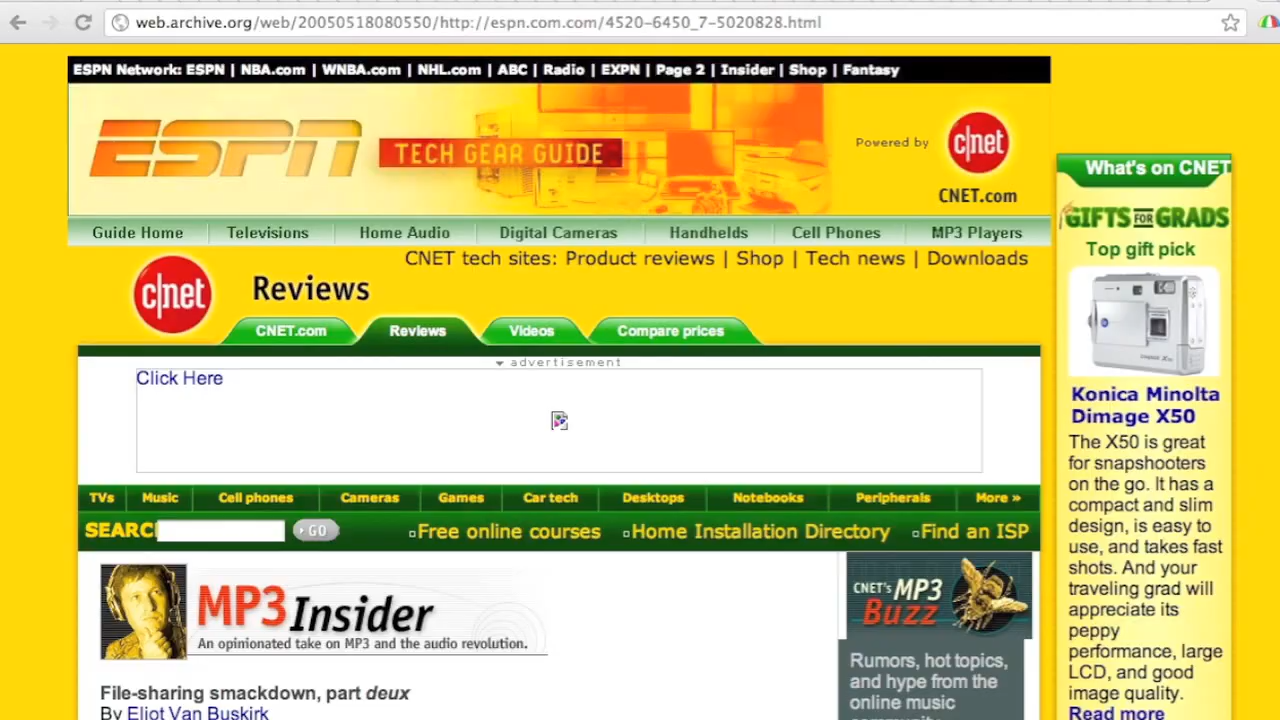 web.archive.org/web/20050518080550/http://espn.com.com/4520-6450_7-5020828.html
ESPN Network: ESPN | NBA.com | WNBA.com | NHL.com | ABC | Radio | EXPN | Page 2 | Insider | Shop | Fantasy
ESPN
TECH GEAR GUIDE
Powered by
c|net
CNET.com
Guide Home Televisions Home Audio Digital Cameras Handhelds Cell Phones MP3 Players
CNET tech sites: Product reviews | Shop | Tech news | Downloads
c|net
Reviews
CNET.com Reviews Videos Compare prices
advertisement
Click Here
TVs Music Cell phones Cameras Games Car tech Desktops Notebooks Peripherals More »
SEARC GO Free online courses Home Installation Directory Find an ISP
MP3 Insider
An opinionated take on MP3 and the audio revolution.
File-sharing smackdown, part deux
By Eliot Van Buskirk
CNET's MP3
Buzz
Rumors, hot topics,
and hype from the
online music
community
What's on CNET
GIFTS FOR GRADS
Top gift pick
Konica Minolta
Dimage X50
The X50 is great
for snapshooters
on the go. It has a
compact and slim
design, is easy to
use, and takes fast
shots. And your
traveling grad will
appreciate its
peppy
performance, large
LCD, and good
image quality.
Read more